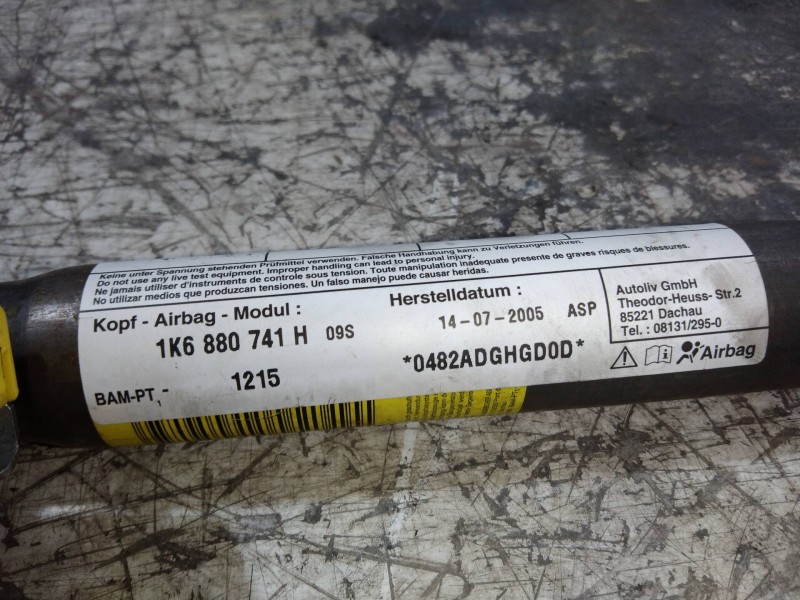 Keine unter Spannung stehenden Prüfmittel verwenden. Falsche Handhabung kann zu Verletzungen führen.
Do not use any live test equipment. Improper handling can lead to personal injury.
Ne jamais utiliser d'instruments de controle sous tension. Toute manipulation inadequate presente de graves risques de blessures.
No utilizar medios que produzcan tensiones. Un falso manejo puede causar heridas.
Kopf - Airbag - Modul :
1K6 880 741 H 09S
BAM-PT1- 1215
Herstelldatum :
14-07-2005 ASP
*0482ADGHGD0D*
Autoliv GmbH
Theodor-Heuss- Str.2
85221 Dachau
Tel. : 08131/295-0
Airbag